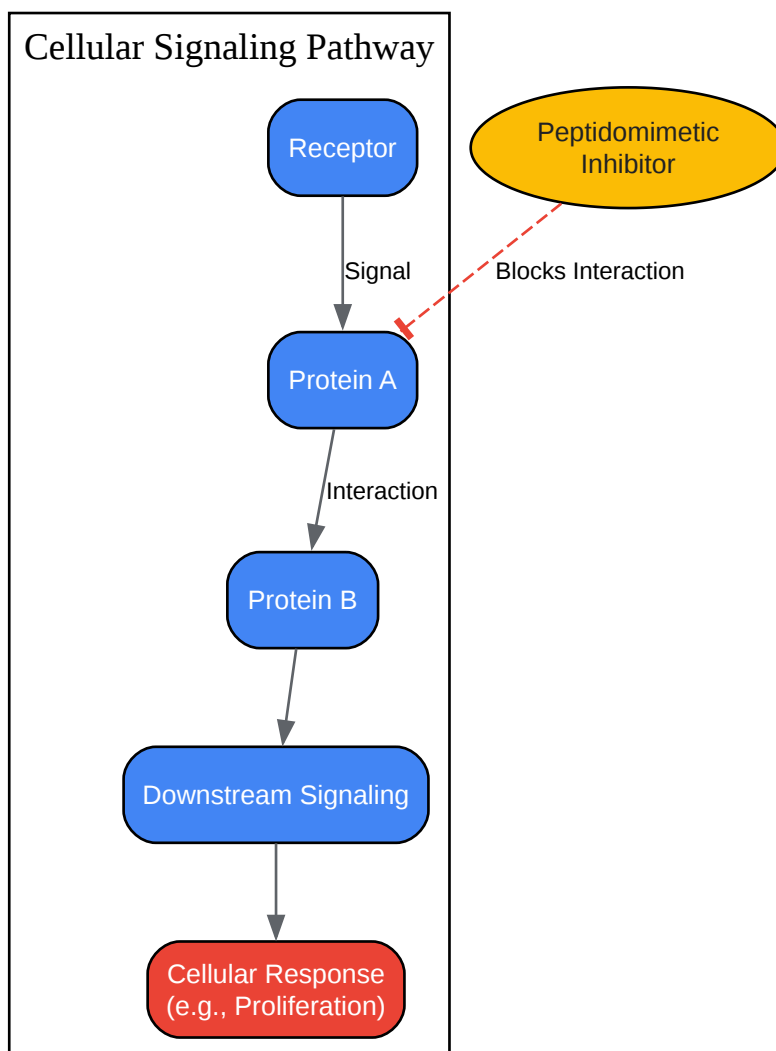 Cellular Signaling Pathway
Receptor
Peptidomimetic
Inhibitor
Signal
Blocks Interaction
Protein A
Interaction
Protein B
Downstream Signaling
Cellular Response
(e.g., Proliferation)